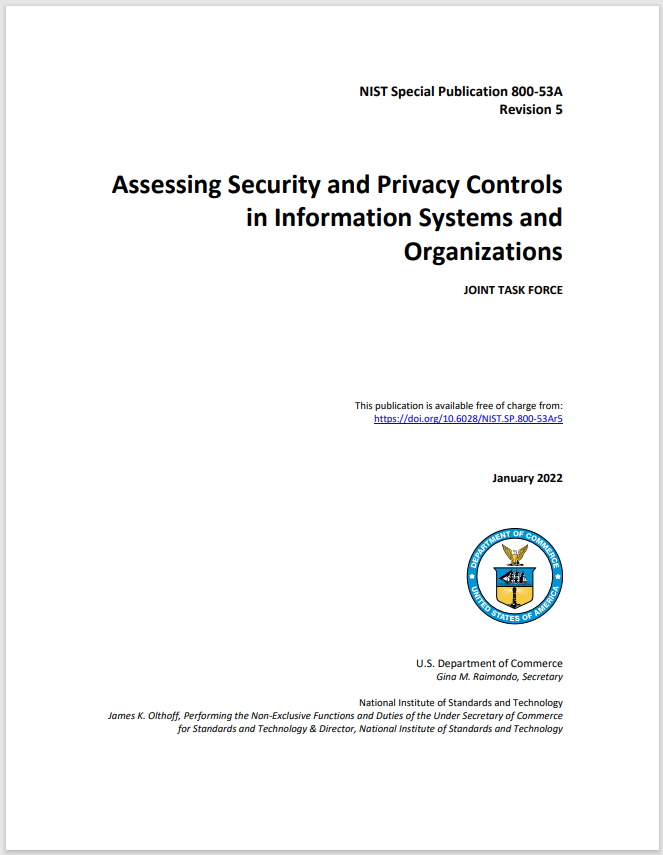 NIST Special Publication 800-53A
Revision 5
Assessing Security and Privacy Controls
in Information Systems and
Organizations
JOINT TASK FORCE
This publication is available free of charge from:
https://doi.org/10.6028/NIST.SP.800-53Ar5
January 2022
DEPARTMENT OF COMMERCE
UNITED STATES OF AMERICA
U.S. Department of Commerce
Gina M. Raimondo, Secretary
National Institute of Standards and Technology
James K. Olthoff, Performing the Non-Exclusive Functions and Duties of the Under Secretary of Commerce
for Standards and Technology & Director, National Institute of Standards and Technology